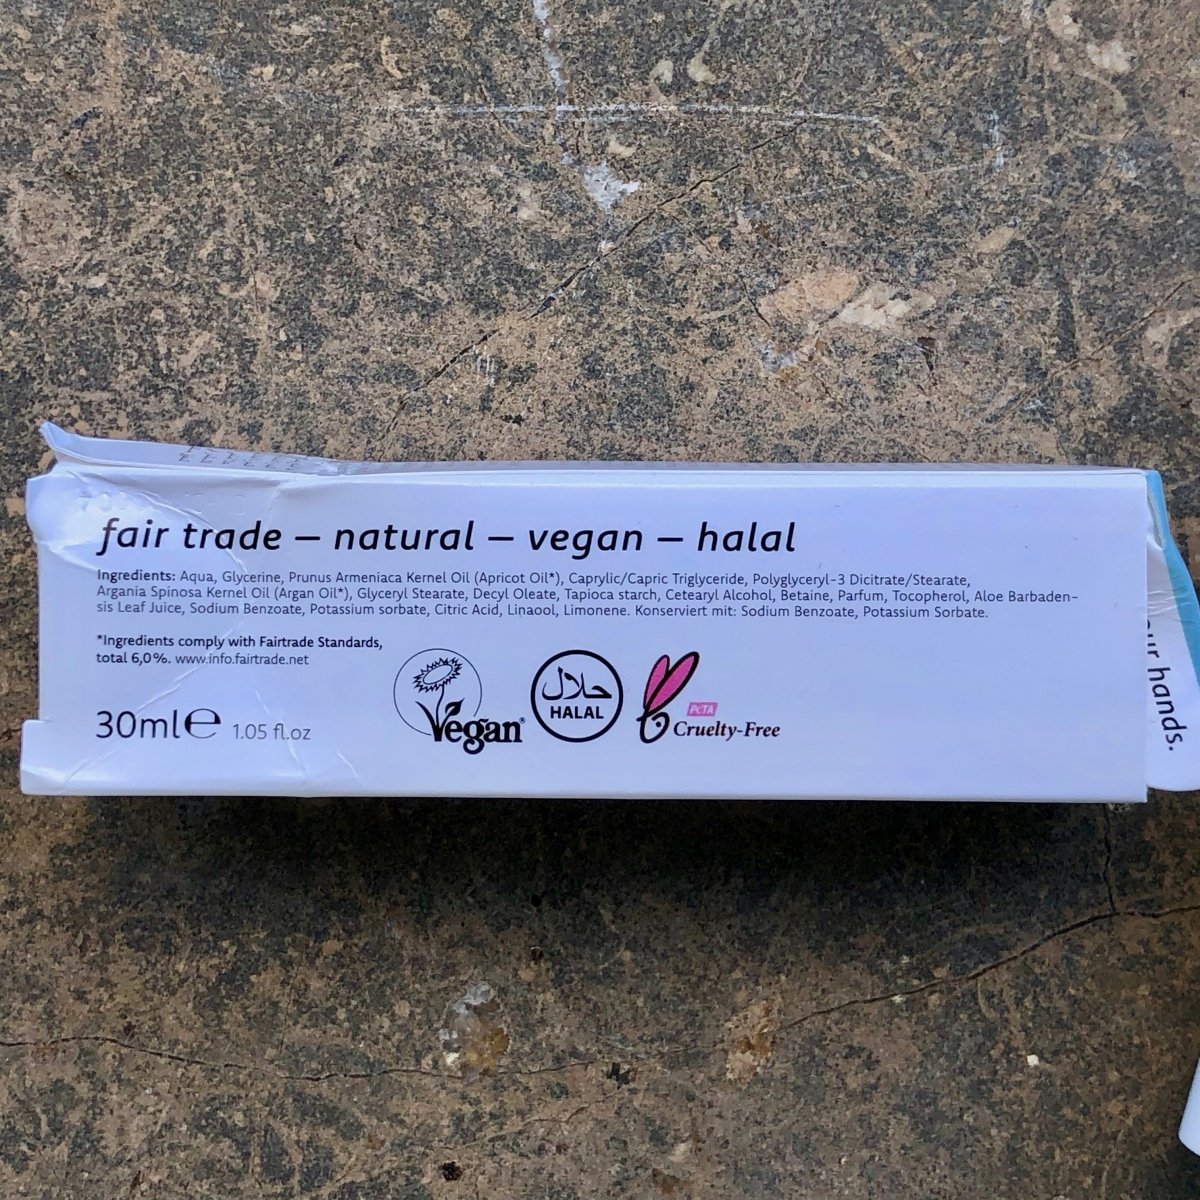 fair trade – natural – vegan – halal
Ingredients: Aqua, Glycerine, Prunus Armeniaca Kernel Oil (Apricot Oil*), Caprylic/Capric Triglyceride, Polyglyceryl-3 Dicitrate/Stearate,
Argania Spinosa Kernel Oil (Argan Oil*), Glyceryl Stearate, Decyl Oleate, Tapioca starch, Cetearyl Alcohol, Betaine, Parfum, Tocopherol, Aloe Barbaden-
sis Leaf Juice, Sodium Benzoate, Potassium sorbate, Citric Acid, Linaool, Limonene. Konserviert mit: Sodium Benzoate, Potassium Sorbate.
*Ingredients comply with Fairtrade Standards,
total 6,0%. www.info.fairtrade.net
30ml℮ 1.05 fl.oz
Vegan®
حلال
HALAL
PETA
Cruelty-Free
hands.